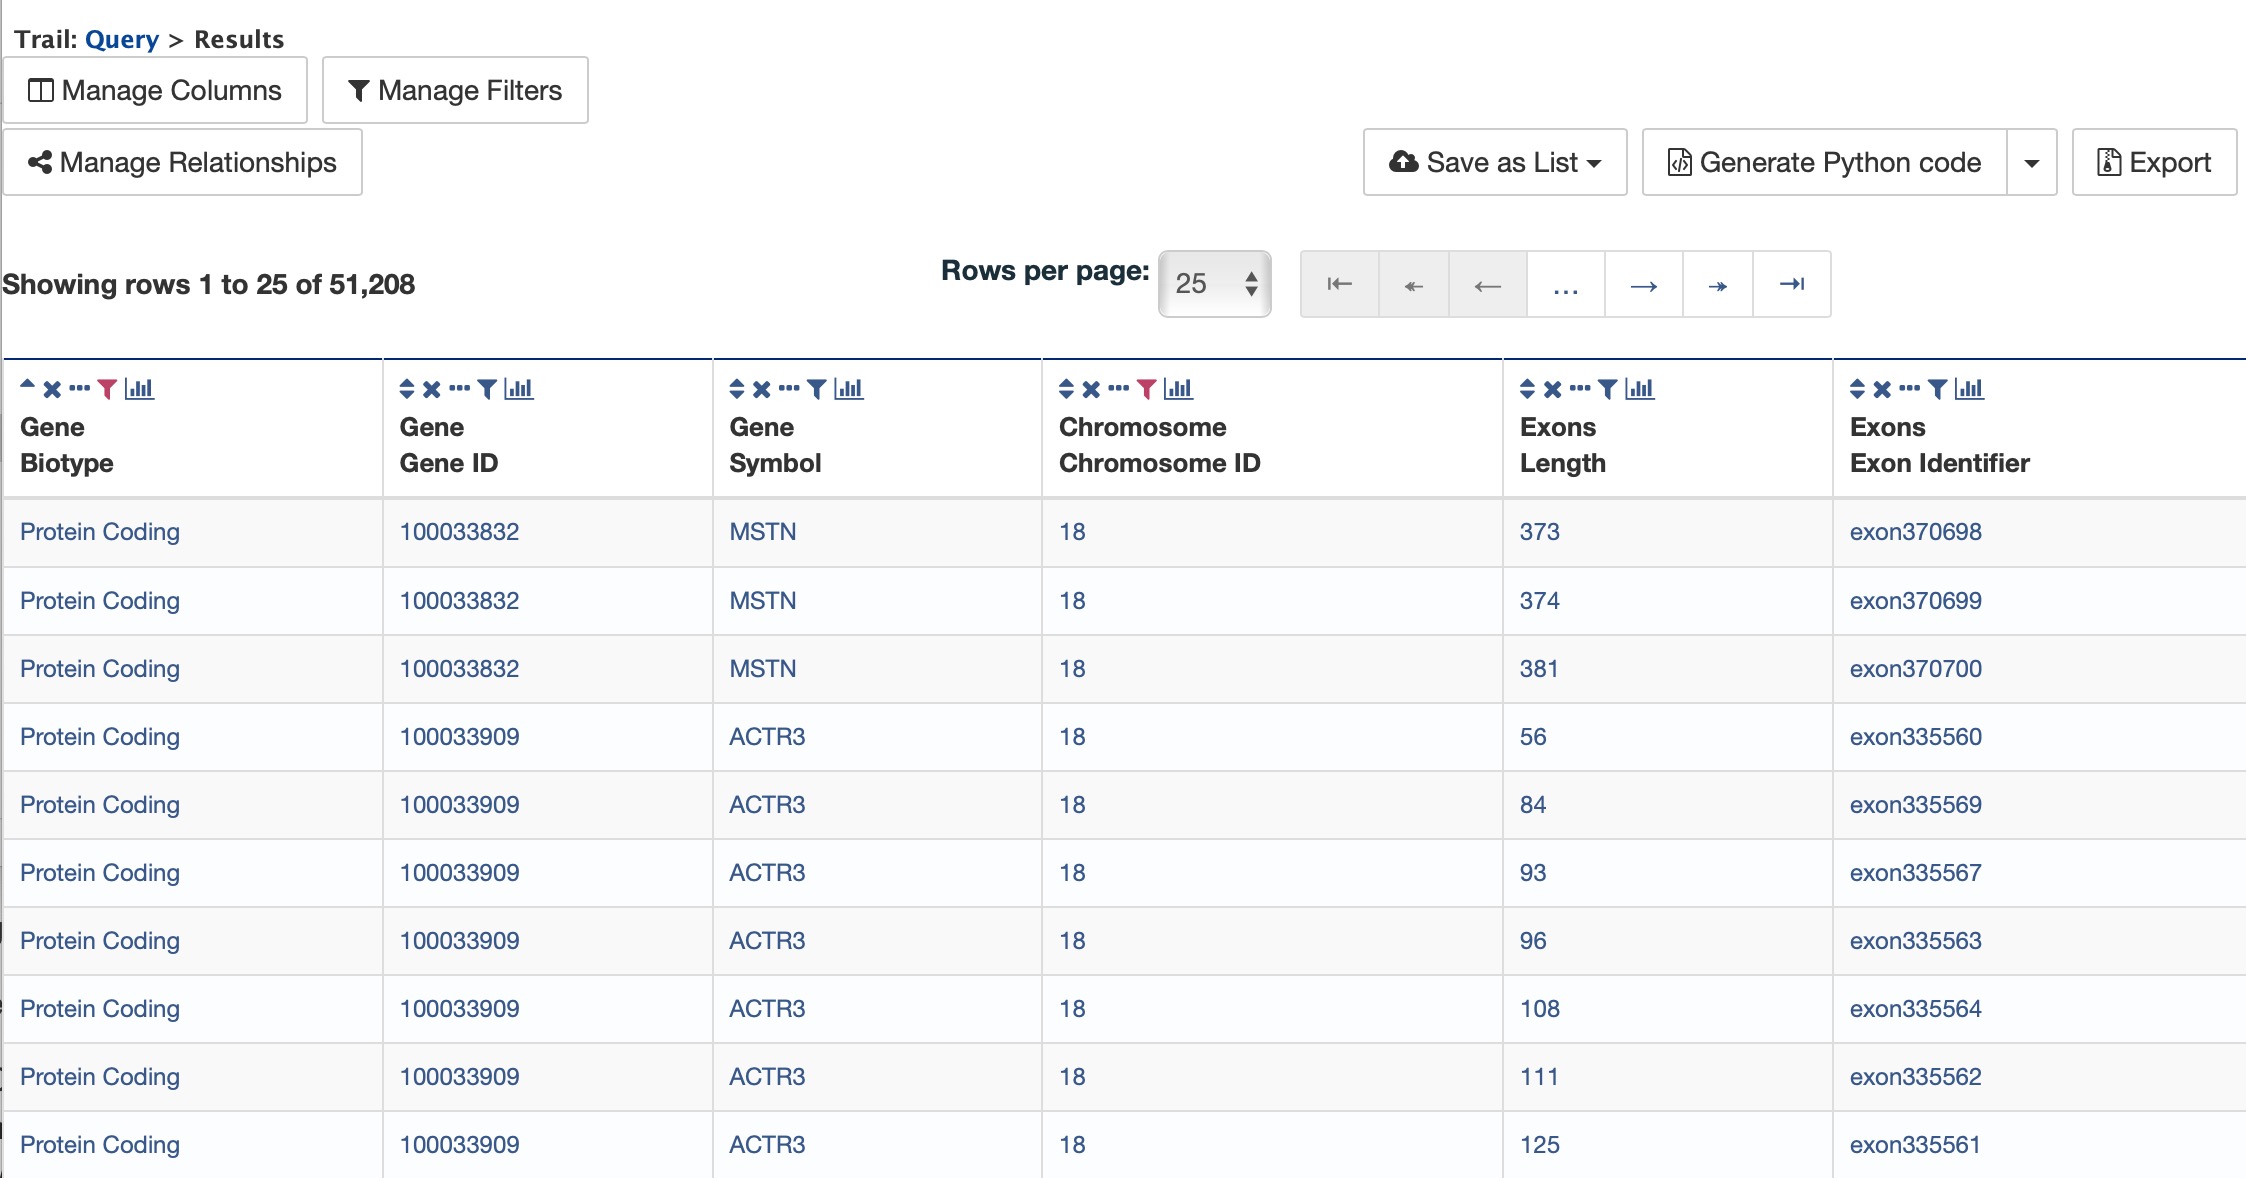 Trail: Query > Results
Manage Columns Manage Filters
Manage Relationships Save as List Generate Python code Export
Showing rows 1 to 25 of 51,208 Rows per page: 25 ...
Gene Biotype Gene Gene ID Gene Symbol Chromosome Chromosome ID Exons Length Exons Exon Identifier
Protein Coding 100033832 MSTN 18 373 exon370698
Protein Coding 100033832 MSTN 18 374 exon370699
Protein Coding 100033832 MSTN 18 381 exon370700
Protein Coding 100033909 ACTR3 18 56 exon335560
Protein Coding 100033909 ACTR3 18 84 exon335569
Protein Coding 100033909 ACTR3 18 93 exon335567
Protein Coding 100033909 ACTR3 18 96 exon335563
Protein Coding 100033909 ACTR3 18 108 exon335564
Protein Coding 100033909 ACTR3 18 111 exon335562
Protein Coding 100033909 ACTR3 18 125 exon335561